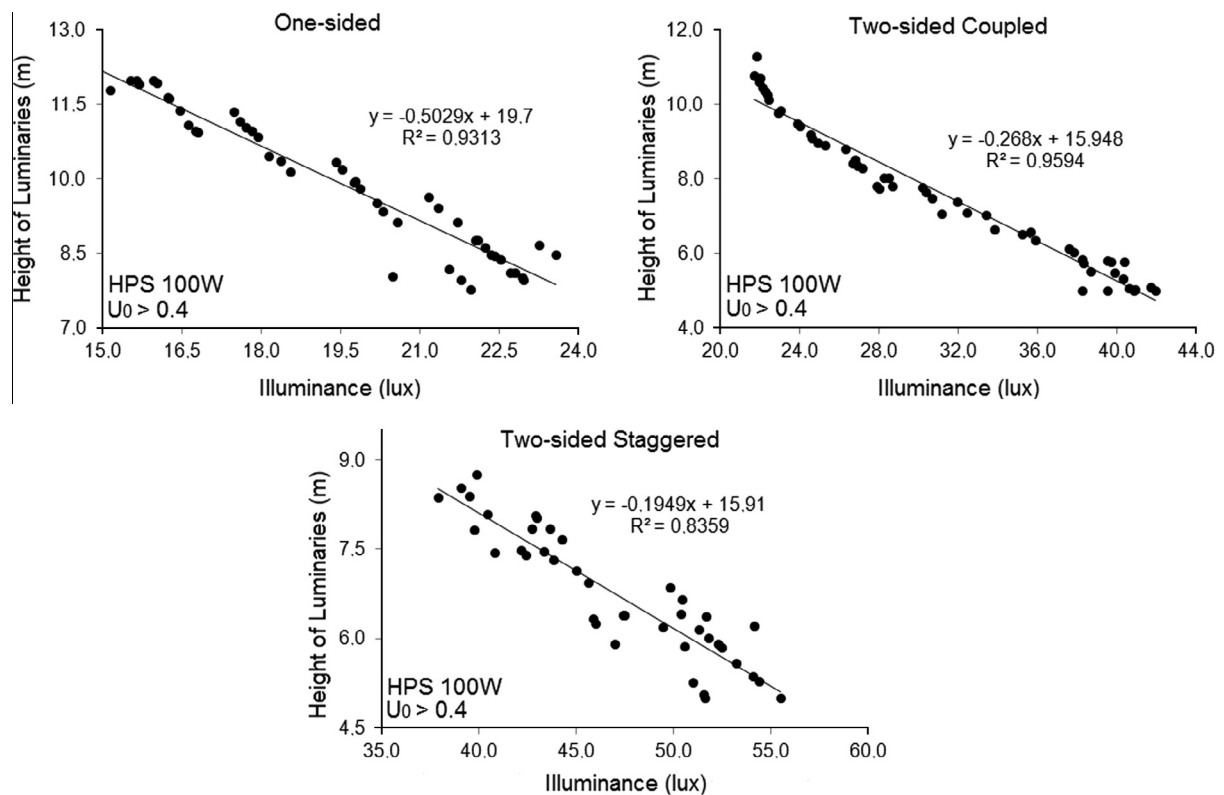 One-sided
13.0
11.5
10.0
8.5
7.0
Height of Luminaries (m)
y = -0.5029x + 19.7
R² = 0.9313
HPS 100W
U0 > 0.4
15.0 16.5 18.0 19.5 21.0 22.5 24.0
Illuminance (lux)
Two-sided Coupled
12.0
10.0
8.0
6.0
4.0
Height of Luminaries (m)
y = -0.268x + 15.948
R² = 0.9594
HPS 100W
U0 > 0.4
20.0 24.0 28.0 32.0 36.0 40.0 44.0
Illuminance (lux)
Two-sided Staggered
9.0
7.5
6.0
4.5
Height of Luminaries (m)
y = -0.1949x + 15.91
R² = 0.8359
HPS 100W
U0 > 0.4
35.0 40.0 45.0 50.0 55.0 60.0
Illuminance (lux)